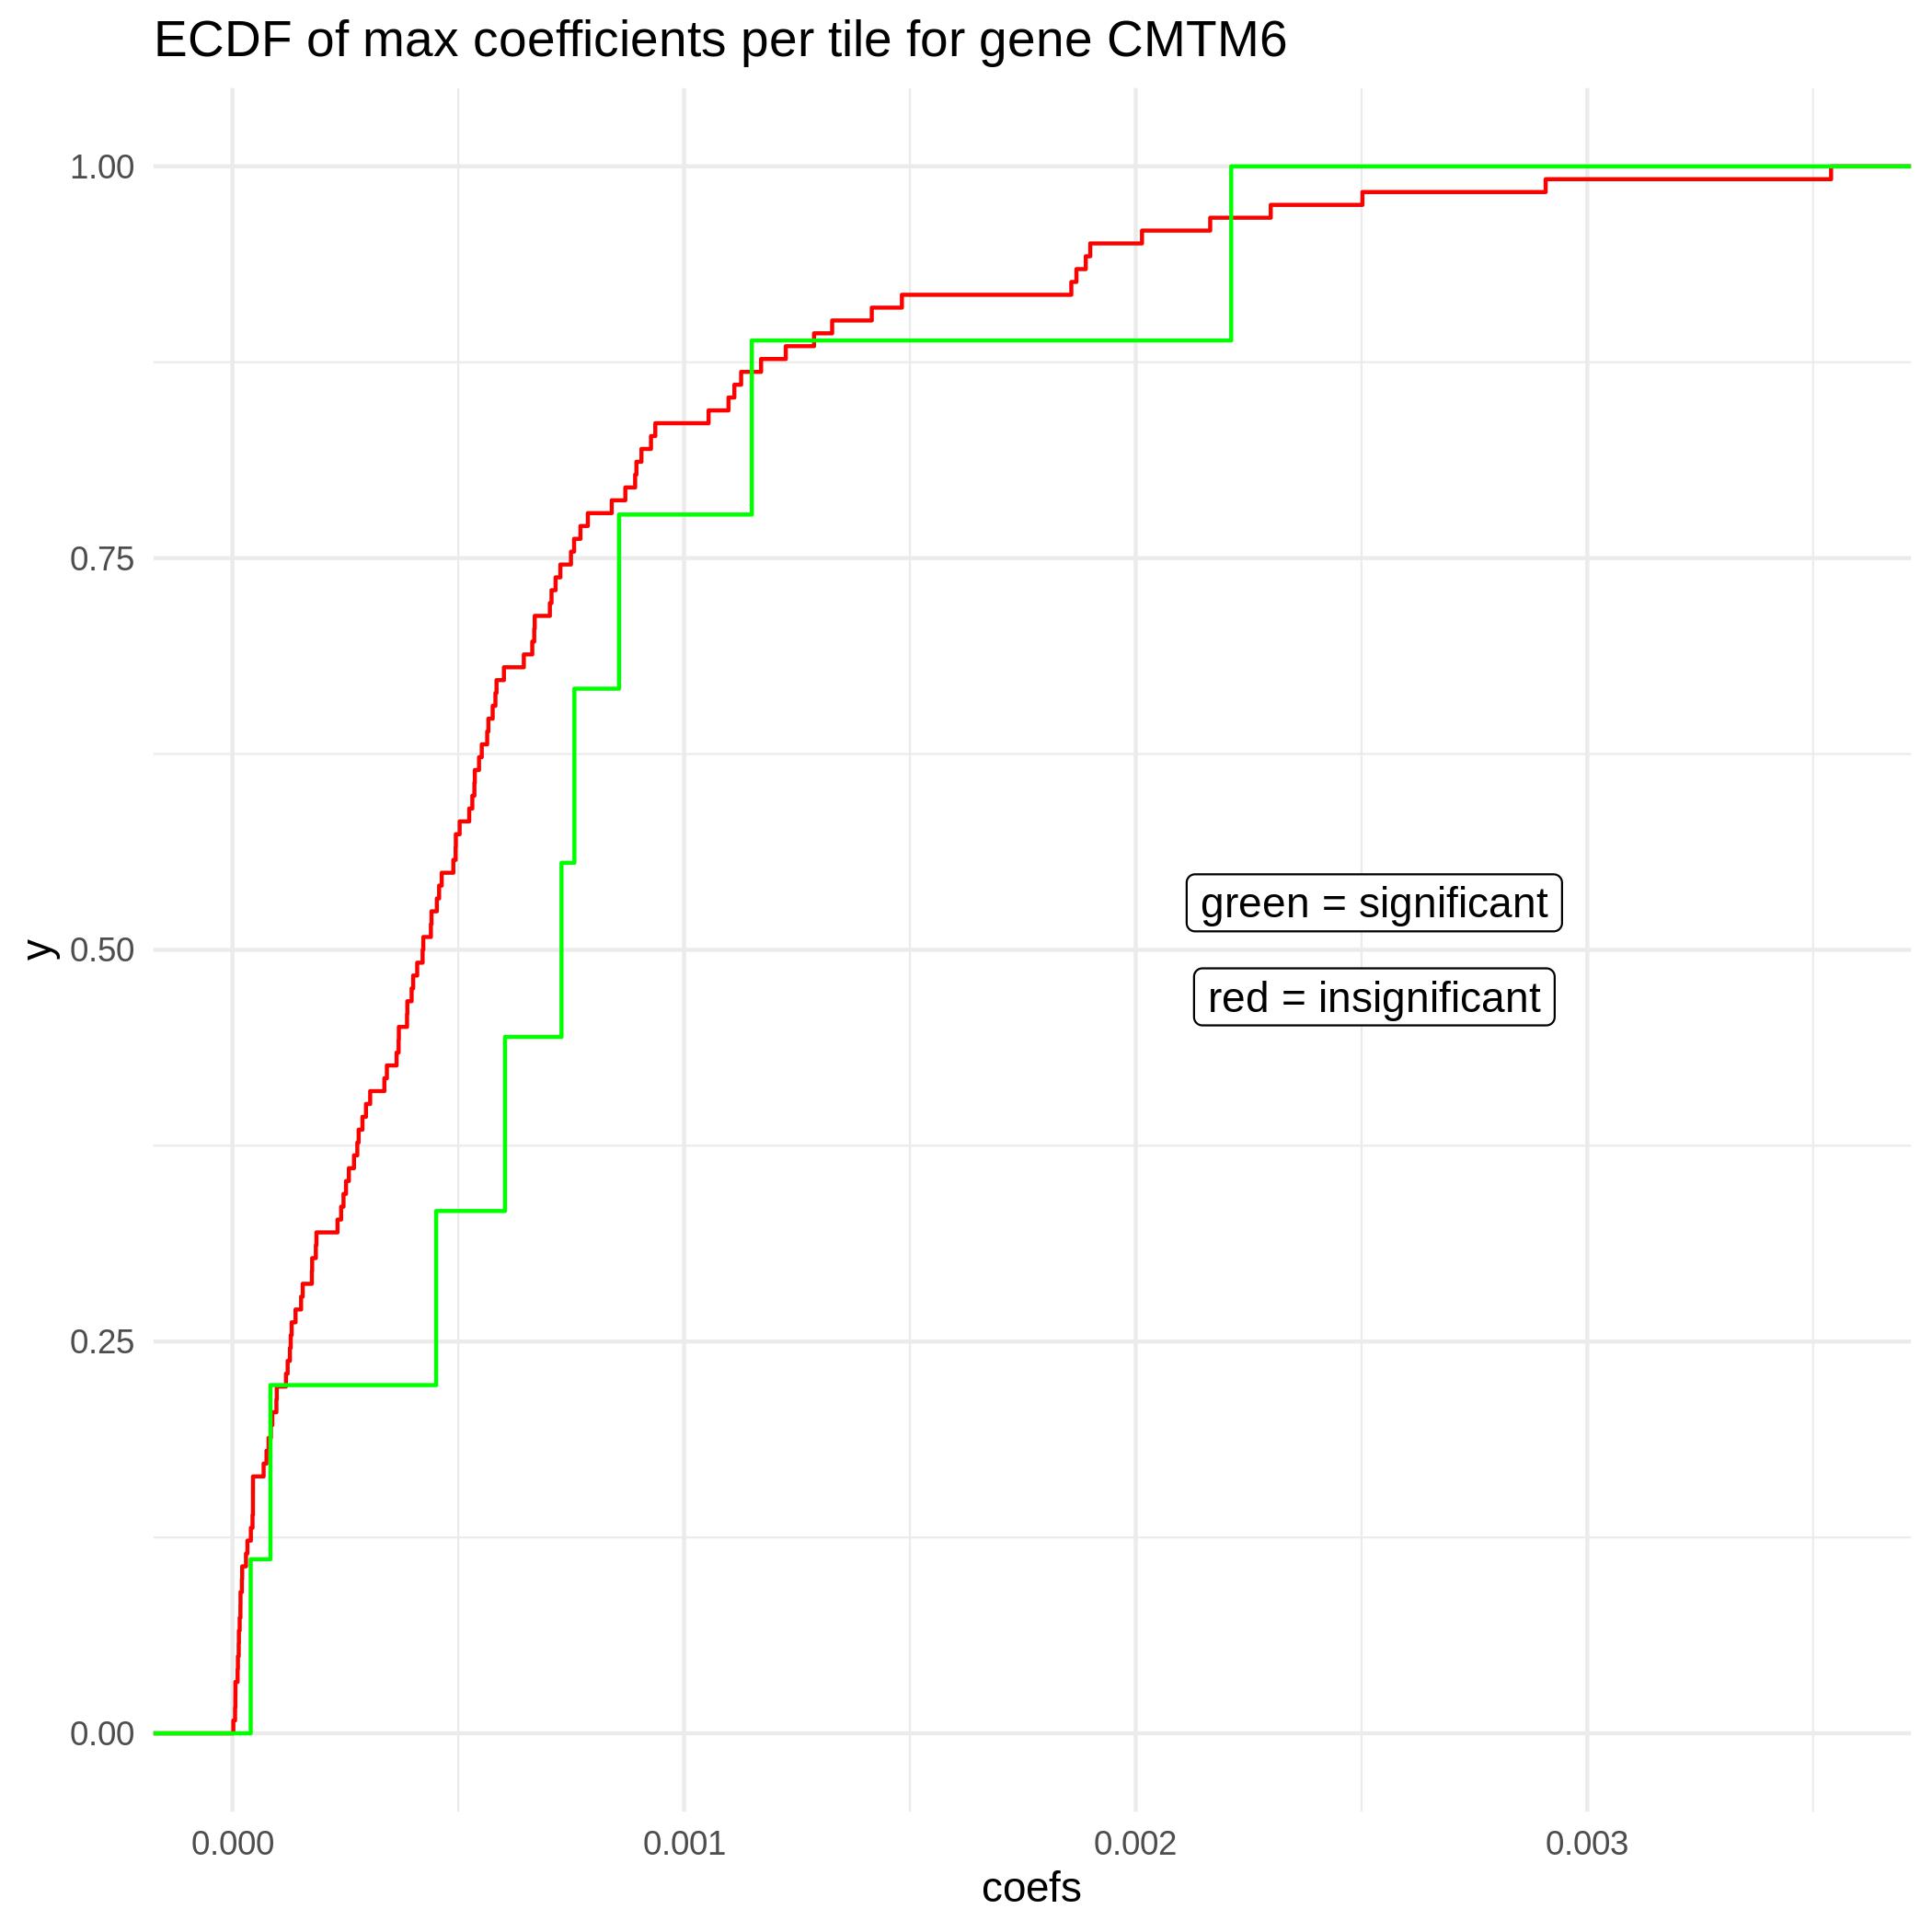 ECDF of max coefficients per tile for gene CMTM6
1.00
0.75
0.50
0.25
0.00
y
green = significant
red = insignificant
0.000 0.001 0.002 0.003
coefs